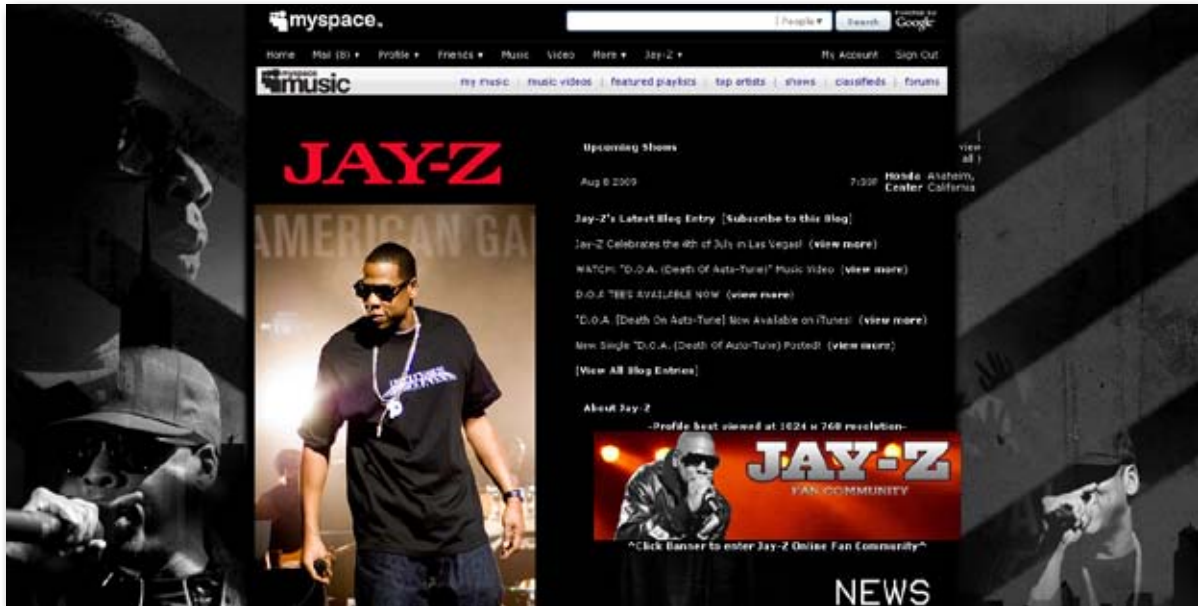 myspace.
People ▾ Search
Powered by Google
Home Mail (8) ▾ Profile ▾ Friends ▾ Music Video More ▾ Jay-Z ▾ My Account Sign Out
myspace music
my music | music videos | featured playlists | top artists | shows | classifieds | forums
JAY-Z
AMERICAN GA
Upcoming Shows
view all )
Aug 8 2009 7:30P Honda Center Anaheim, California
Jay-Z's Latest Blog Entry [Subscribe to this Blog]
Jay-Z Celebrates the 4th of July in Las Vegas! (view more)
WATCH: "D.O.A. (Death Of Auto-Tune)" Music Video (view more)
D.O.A TEES AVAILABLE NOW (view more)
"D.O.A. [Death On Auto-Tune] Now Available on iTunes! (view more)
New Single "D.O.A. (Death Of Auto-Tune) Posted! (view more)
[View All Blog Entries]
About Jay-Z
-Profile best viewed at 1024 x 768 resolution-
JAY-Z
FAN COMMUNITY
^Click Banner to enter Jay-Z Online Fan Community^
NEWS